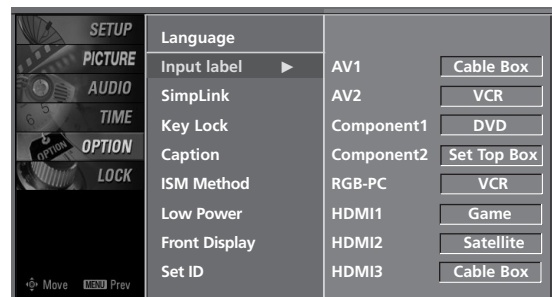 SETUP
PICTURE
AUDIO
TIME
OPTION
LOCK
Move MENU Prev
Language
Input label ▶
SimpLink
Key Lock
Caption
ISM Method
Low Power
Front Display
Set ID
AV1 Cable Box
AV2 VCR
Component1 DVD
Component2 Set Top Box
RGB-PC VCR
HDMI1 Game
HDMI2 Satellite
HDMI3 Cable Box